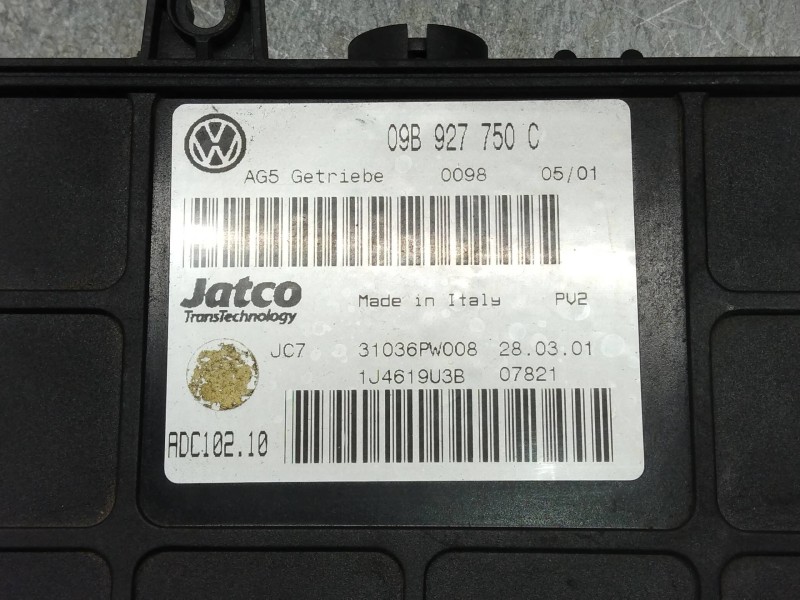 09B 927 750 C
AG5 Getriebe 0098 05/01
Jatco Made in Italy PV2
TransTechnology
JC7 31036PW008 28.03.01
1J4619U3B 07821
ADC102.10